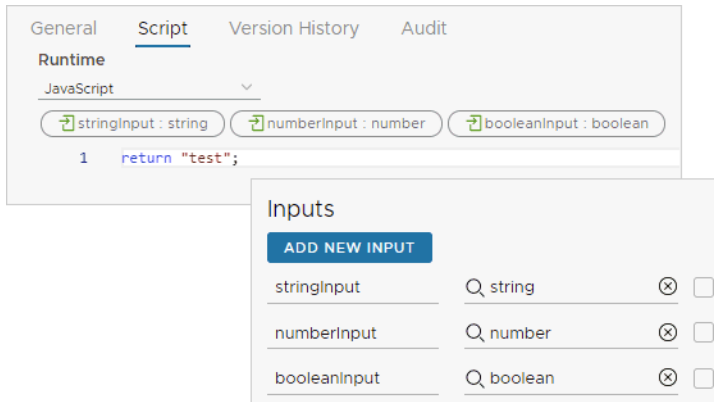 General Script Version History Audit
Runtime
JavaScript
stringInput : string numberInput : number booleanInput : boolean
1 return "test";
Inputs
ADD NEW INPUT
stringInput string
numberInput number
booleanInput boolean